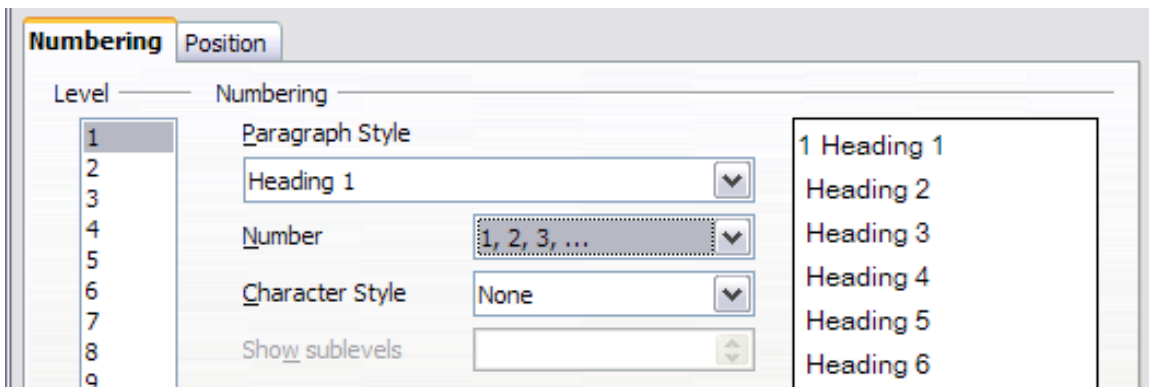 Numbering Position
Level Numbering
1
2
3
4
5
6
7
8
9
Paragraph Style
Heading 1
Number 1, 2, 3, ...
Character Style None
Show sublevels
1 Heading 1
Heading 2
Heading 3
Heading 4
Heading 5
Heading 6